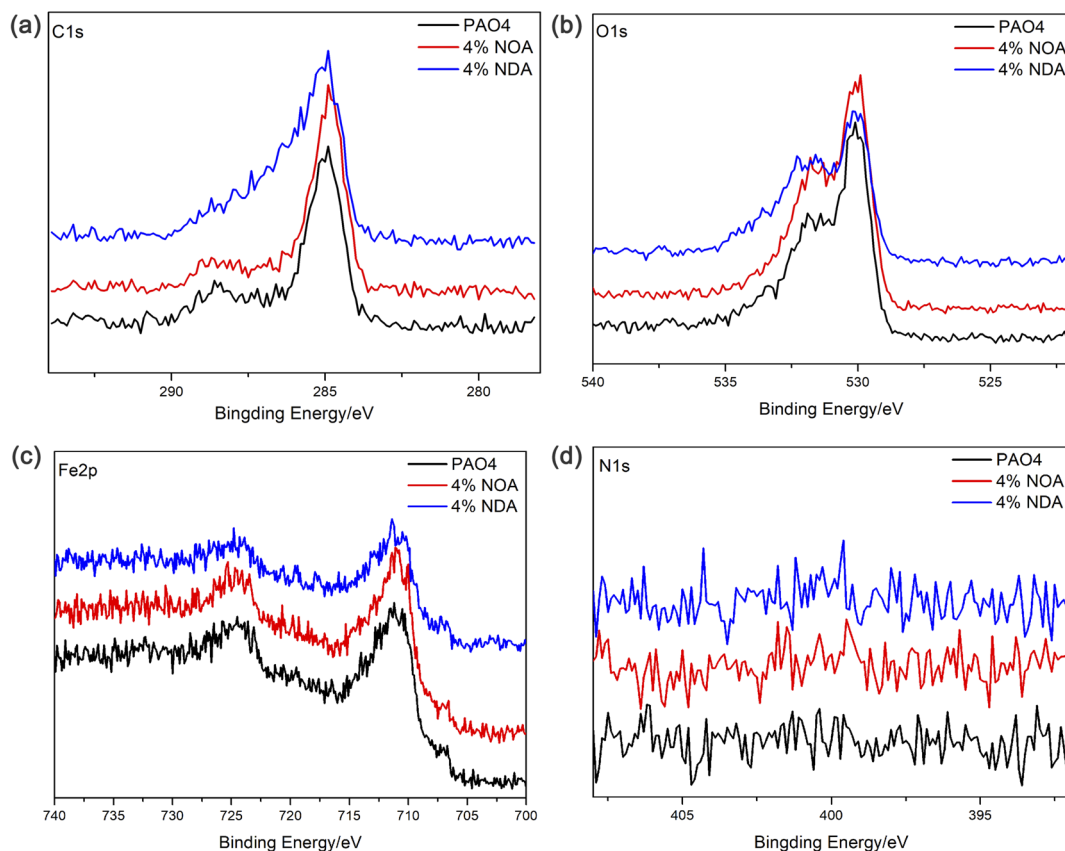 (a)
C1s
PAO4
4% NOA
4% NDA
290
285
280
Bingding Energy/eV
(b)
O1s
PAO4
4% NOA
4% NDA
540
535
530
525
Binding Energy/eV
(c)
Fe2p
PAO4
4% NOA
4% NDA
740
730
725
720
715
710
705
700
Binding Energy/eV
(d)
N1s
PAO4
4% NOA
4% NDA
405
400
395
Bingding Energy/eV